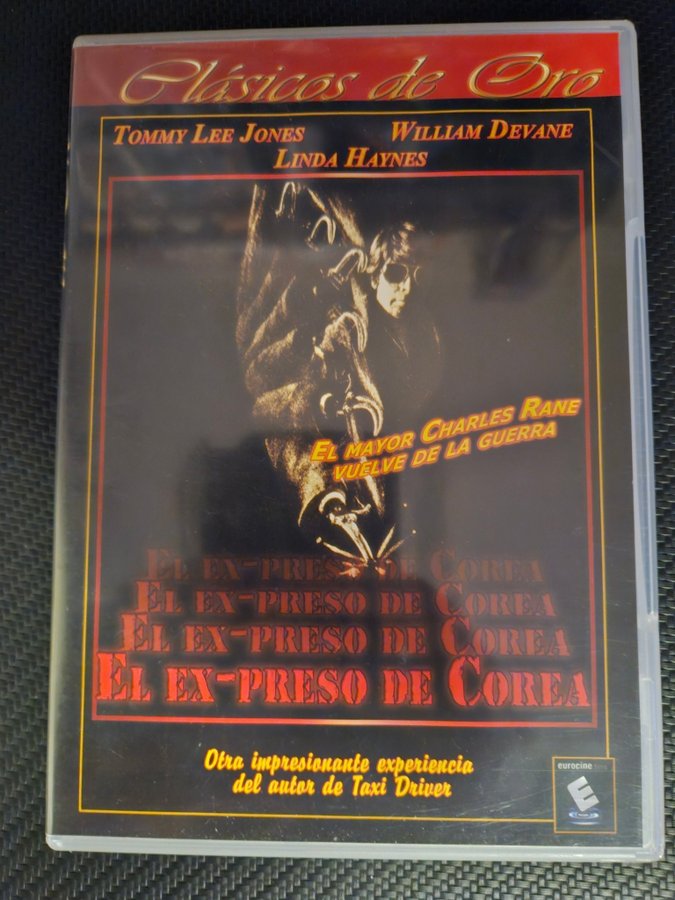 Clásicos de Oro
TOMMY LEE JONES WILLIAM DEVANE
LINDA HAYNES
EL MAYOR CHARLES RANE
VUELVE DE LA GUERRA
EL EX-PRESO DE COREA
EL EX-PRESO DE COREA
EL EX-PRESO DE COREA
EL EX-PRESO DE COREA
Otra impresionante experiencia
del autor de Taxi Driver
eurocine
E